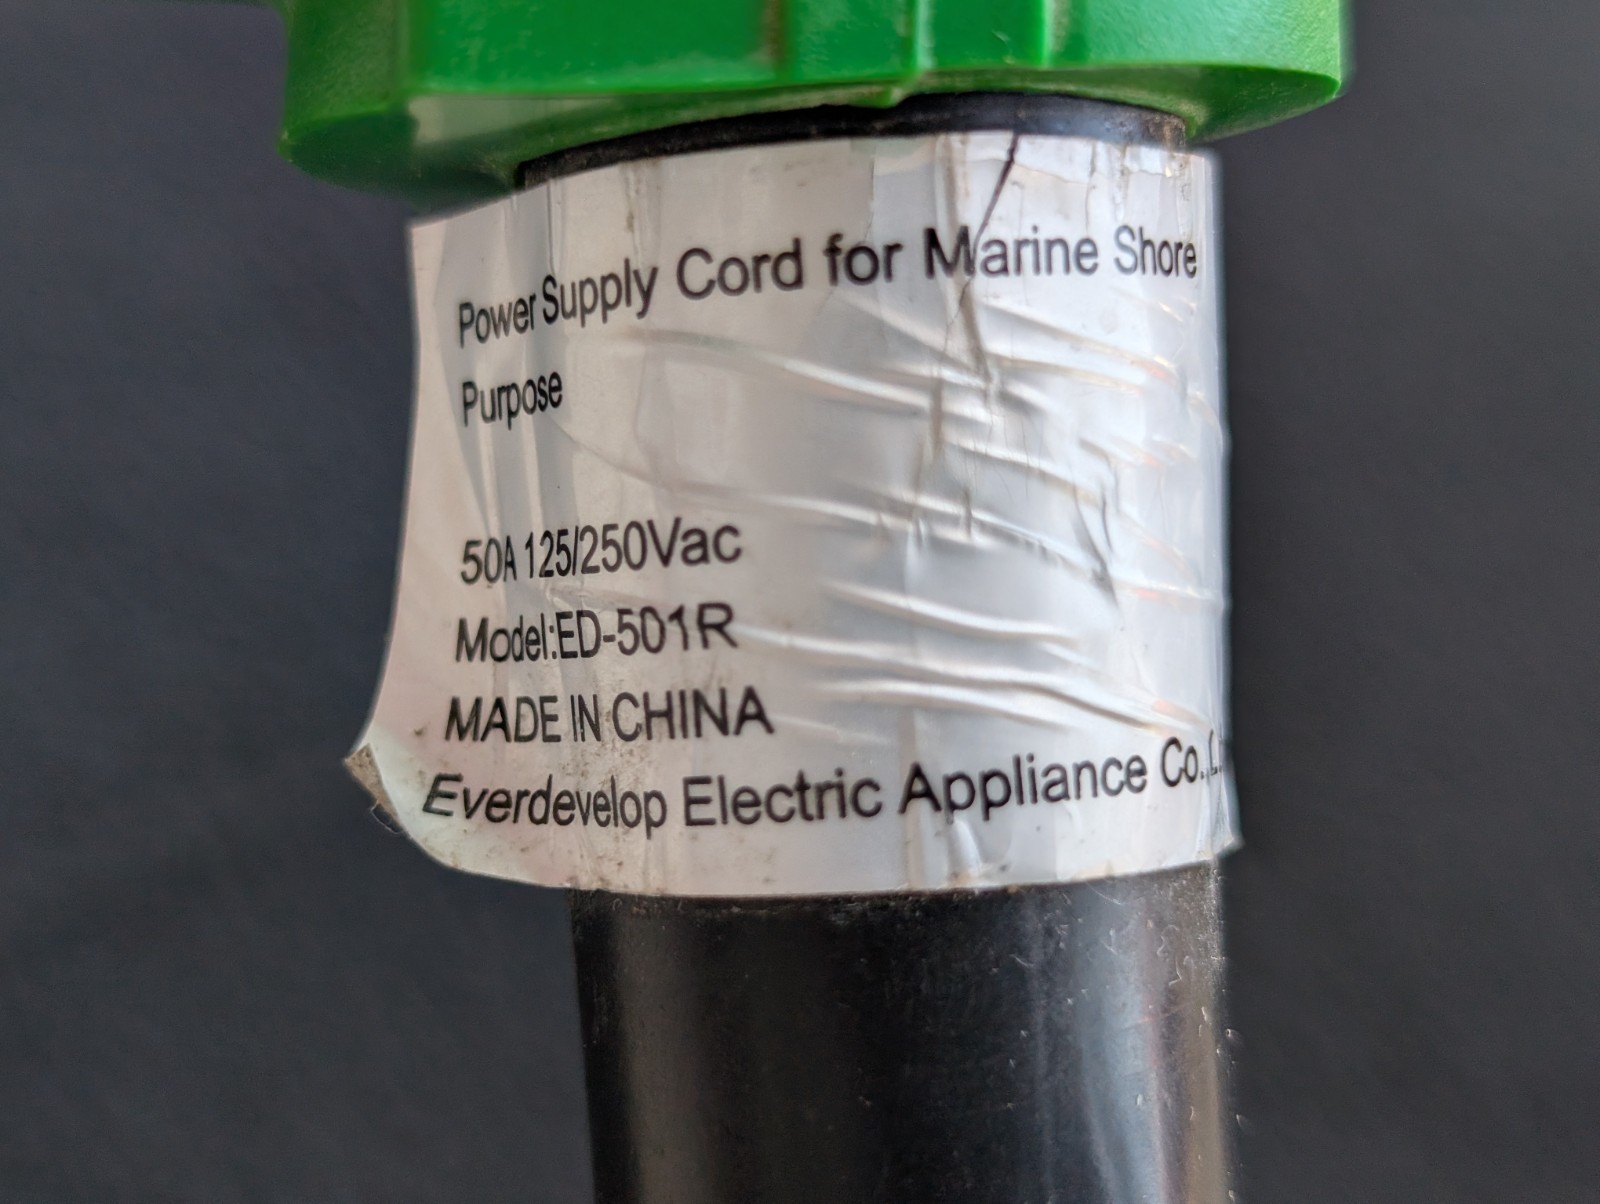 Power Supply Cord for Marine Shore
Purpose
50A 125/250Vac
Model:ED-501R
MADE IN CHINA
Everdevelop Electric Appliance Co.,